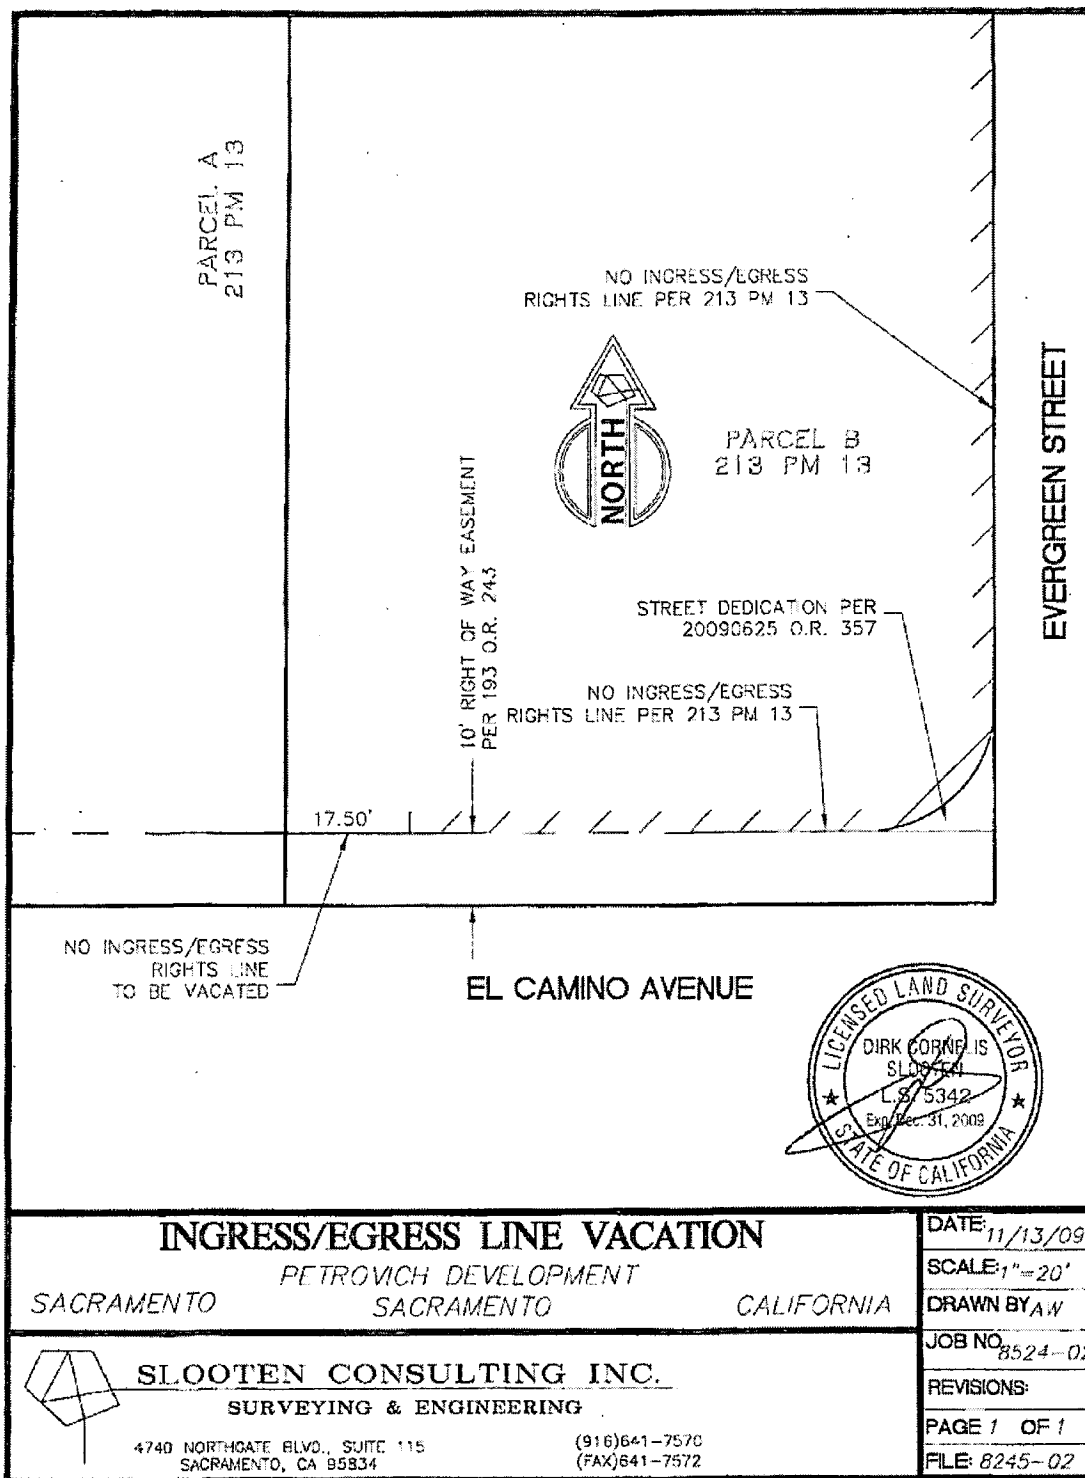 PARCEL A
213 PM 13
NO INGRESS/EGRESS
RIGHTS LINE PER 213 PM 13
NORTH
PARCEL B
213 PM 13
EVERGREEN STREET
10' RIGHT OF WAY EASEMENT
PER 193 O.R. 243
STREET DEDICATION PER
20090625 O.R. 357
NO INGRESS/EGRESS
RIGHTS LINE PER 213 PM 13
17.50'
NO INGRESS/EGRESS
RIGHTS LINE
TO BE VACATED
EL CAMINO AVENUE
LICENSED LAND SURVEYOR
DIRK CORNELIS
SLOOTEN
L.S. 5342
Exp. Dec. 31, 2009
STATE OF CALIFORNIA
INGRESS/EGRESS LINE VACATION
PETROVICH DEVELOPMENT
SACRAMENTO SACRAMENTO CALIFORNIA
DATE: 11/13/09
SCALE: 1"=20'
DRAWN BY AW
JOB NO. 8524-02
REVISIONS:
PAGE 1 OF 1
FILE: 8245-02
SLOOTEN CONSULTING INC.
SURVEYING & ENGINEERING
4740 NORTHGATE BLVD., SUITE 115
SACRAMENTO, CA 95834
(916)641-7570
(FAX)641-7572